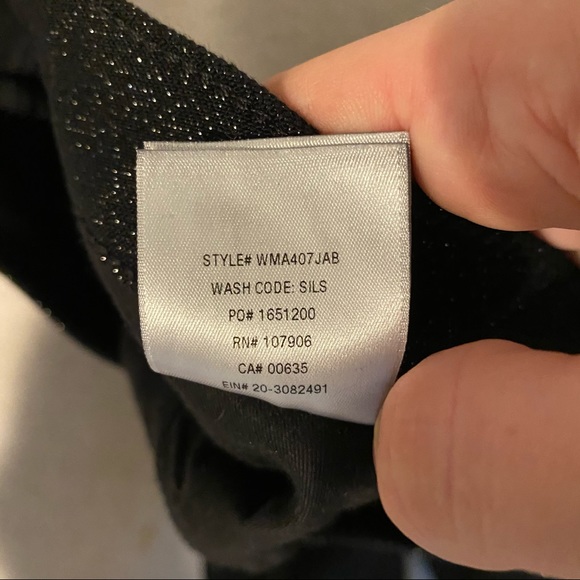 STYLE# WMA407JAB
WASH CODE: SILS
PO# 1651200
RN# 107906
CA# 00635
EIN# 20-3082491